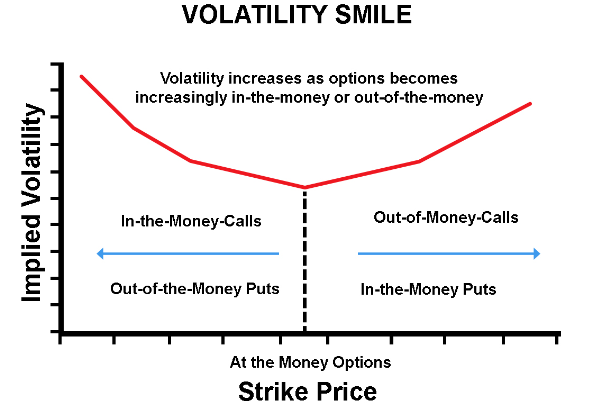 VOLATILITY SMILE
Volatility increases as options becomes
increasingly in-the-money or out-of-the-money
Implied Volatility
In-the-Money-Calls
Out-of-Money-Calls
Out-of-the-Money Puts
In-the-Money Puts
At the Money Options
Strike Price